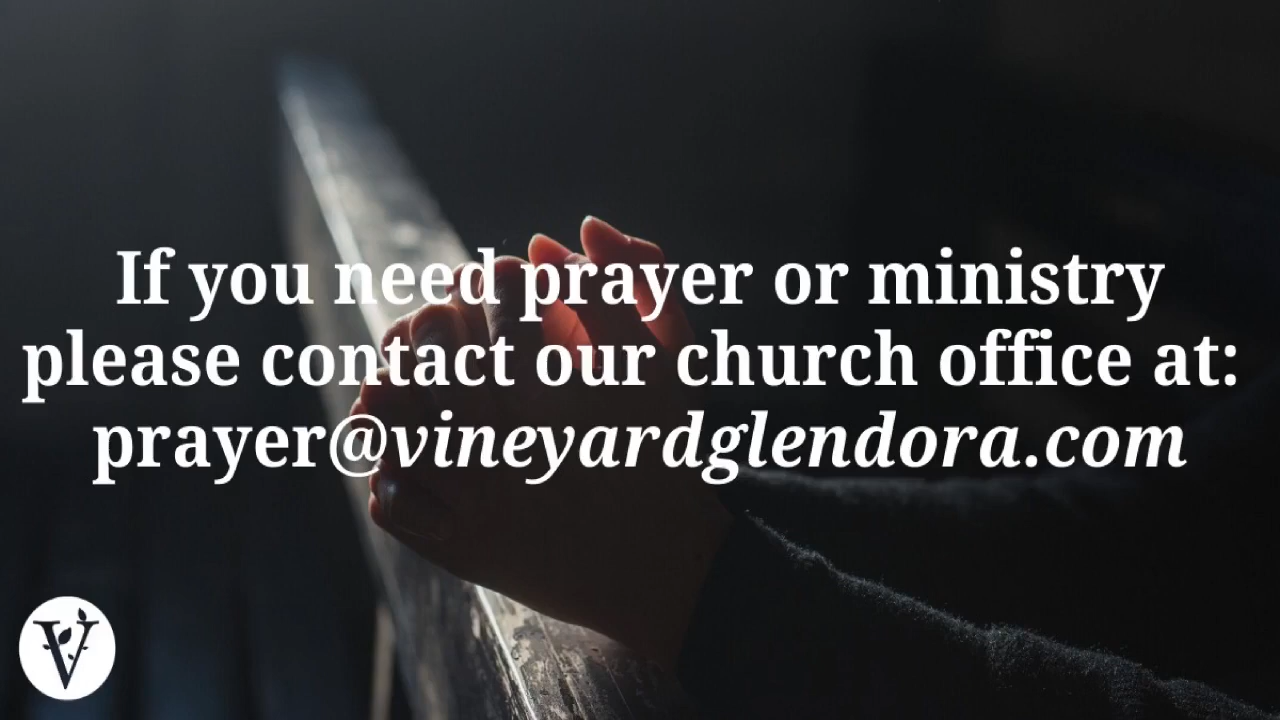 If you need prayer or ministry
please contact our church office at:
prayer@vineyardglendora.com
V